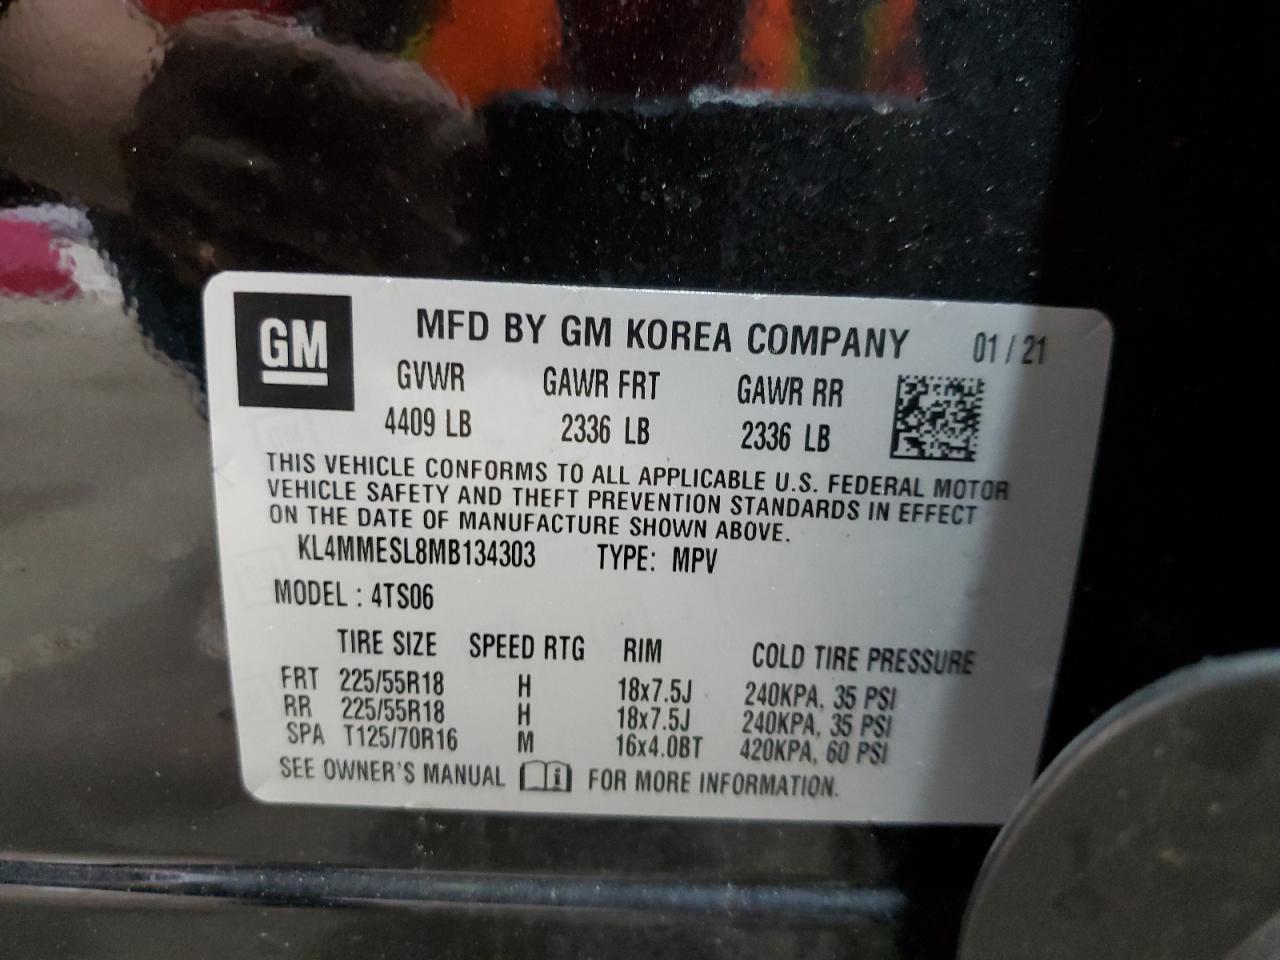 GM
MFD BY GM KOREA COMPANY 01 / 21
GVWR GAWR FRT GAWR RR
4409 LB 2336 LB 2336 LB
THIS VEHICLE CONFORMS TO ALL APPLICABLE U.S. FEDERAL MOTOR
VEHICLE SAFETY AND THEFT PREVENTION STANDARDS IN EFFECT
ON THE DATE OF MANUFACTURE SHOWN ABOVE.
KL4MMESL8MB134303 TYPE: MPV
MODEL : 4TS06
TIRE SIZE SPEED RTG RIM COLD TIRE PRESSURE
FRT 225/55R18 H 18x7.5J 240KPA, 35 PSI
RR 225/55R18 H 18x7.5J 240KPA, 35 PSI
SPA T125/70R16 M 16x4.0BT 420KPA, 60 PSI
SEE OWNER'S MANUAL i FOR MORE INFORMATION.